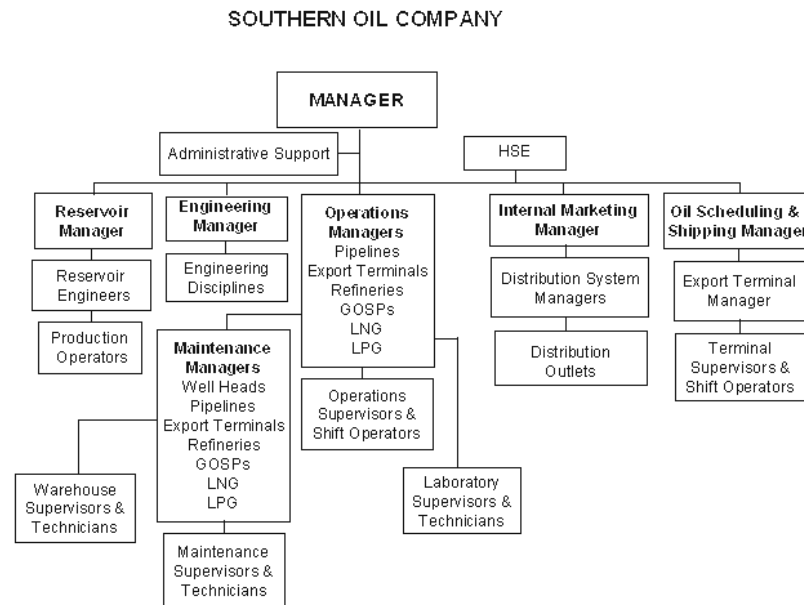 SOUTHERN OIL COMPANY
MANAGER
Administrative Support
HSE
Reservoir
Manager
Engineering
Manager
Operations
Managers
Pipelines
Export Terminals
Refineries
GOSPs
LNG
LPG
Internal Marketing
Manager
Oil Scheduling &
Shipping Manager
Reservoir
Engineers
Engineering
Disciplines
Distribution System
Managers
Export Terminal
Manager
Production
Operators
Maintenance
Managers
Well Heads
Pipelines
Export Terminals
Refineries
GOSPs
LNG
LPG
Operations
Supervisors &
Shift Operators
Distribution
Outlets
Terminal
Supervisors &
Shift Operators
Warehouse
Supervisors &
Technicians
Laboratory
Supervisors &
Technicians
Maintenance
Supervisors &
Technicians